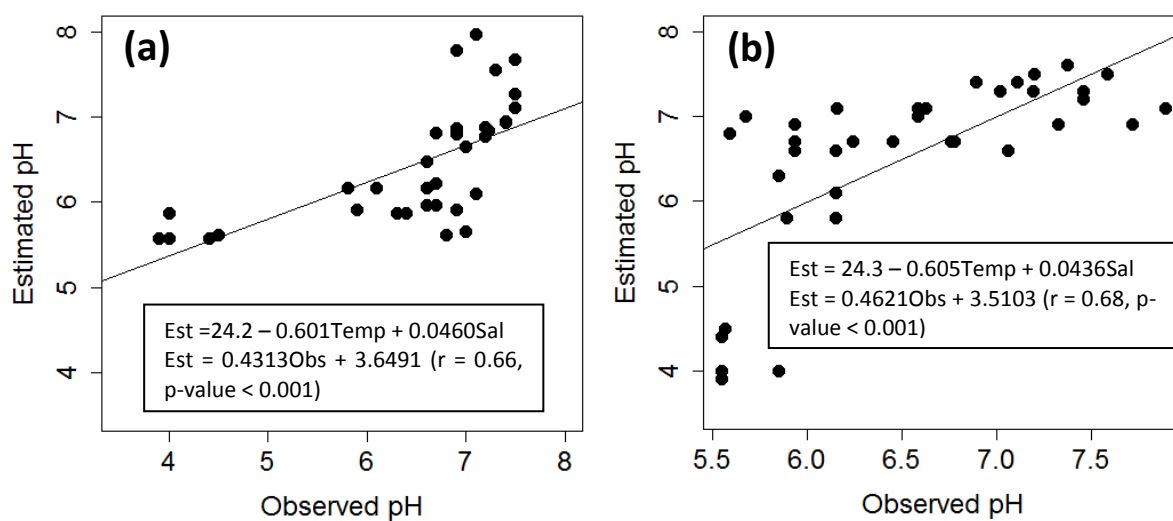 (a)
8
7
6
5
4
Estimated pH
Est =24.2 – 0.601Temp + 0.0460Sal
Est = 0.4313Obs + 3.6491 (r = 0.66,
p-value < 0.001)
4 5 6 7 8
Observed pH
(b)
8
7
6
5
4
Estimated pH
Est = 24.3 – 0.605Temp + 0.0436Sal
Est = 0.4621Obs + 3.5103 (r = 0.68, p-
value < 0.001)
5.5 6.0 6.5 7.0 7.5
Observed pH